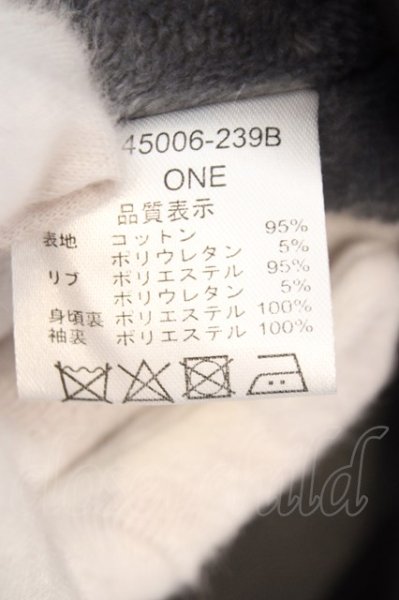 45006-239B
ONE
品質表示
表地 コットン 95%
ポリウレタン 5%
リブ ポリエステル 95%
ポリウレタン 5%
身頃裏 ポリエステル 100%
袖裏 ポリエステル 100%